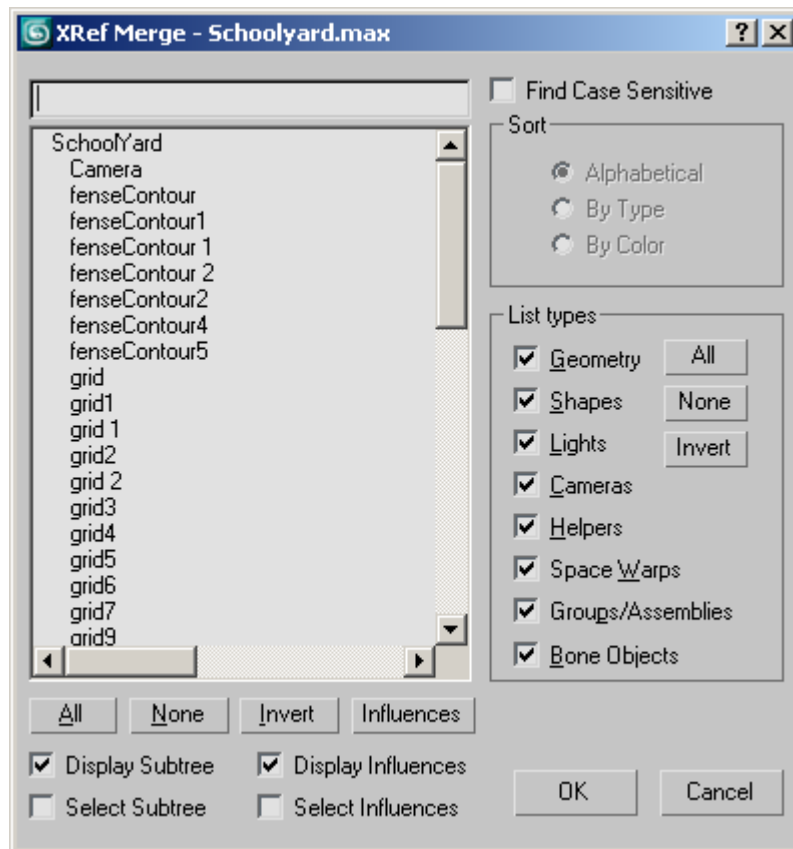 XRef Merge - Schoolyard.max
Find Case Sensitive
SchoolYard
Camera
fenseContour
fenseContour1
fenseContour 1
fenseContour 2
fenseContour2
fenseContour4
fenseContour5
grid
grid1
grid 1
grid2
grid 2
grid3
grid4
grid5
grid6
grid7
grid9
Sort
Alphabetical
By Type
By Color
List types
Geometry All
Shapes None
Lights Invert
Cameras
Helpers
Space Warps
Groups/Assemblies
Bone Objects
All None Invert Influences
Display Subtree Display Influences
Select Subtree Select Influences
OK Cancel